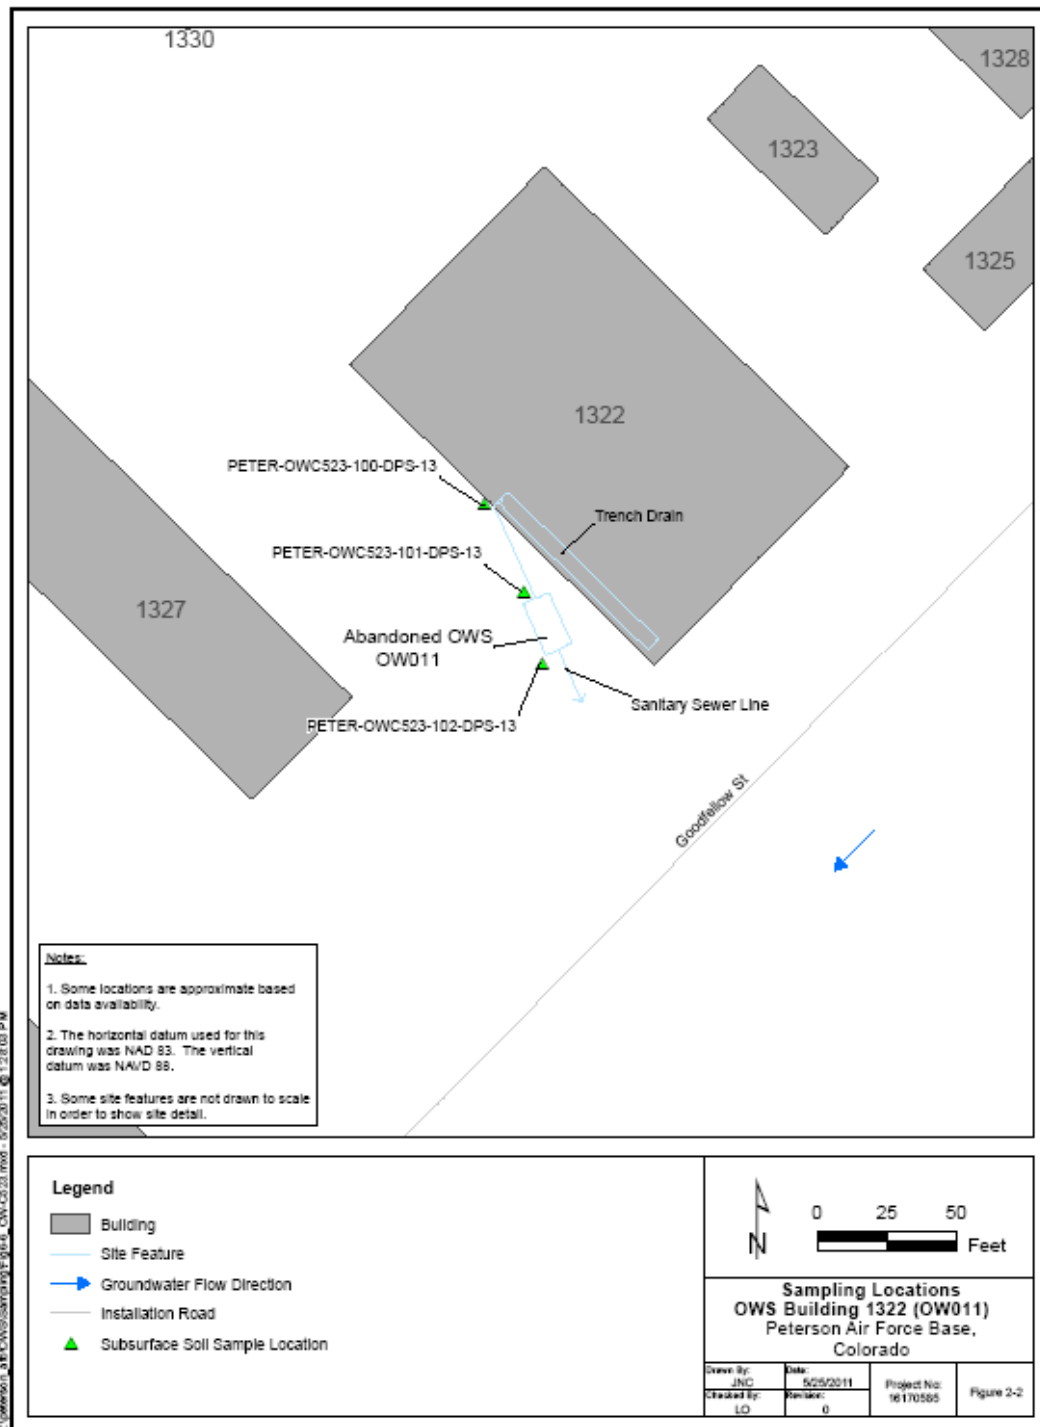 1330
1328
1323
1325
1322
PETER-OWC523-100-DPS-13
Trench Drain
PETER-OWC523-101-DPS-13
1327
Abandoned OWS
OW011
Sanitary Sewer Line
PETER-OWC523-102-DPS-13
Goodfellow St
Notes:
1. Some locations are approximate based
on data availability.
2. The horizontal datum used for this
drawing was NAD 83. The vertical
datum was NAVD 88.
3. Some site features are not drawn to scale
in order to show site detail.
Legend
Building
Site Feature
Groundwater Flow Direction
Installation Road
Subsurface Soil Sample Location
N
0 25 50
Feet
Sampling Locations
OWS Building 1322 (OW011)
Peterson Air Force Base,
Colorado
Drawn By:
JNC
Date:
5/25/2011
Checked By:
LO
Revision:
0
Project No:
16170585
Figure 2-2